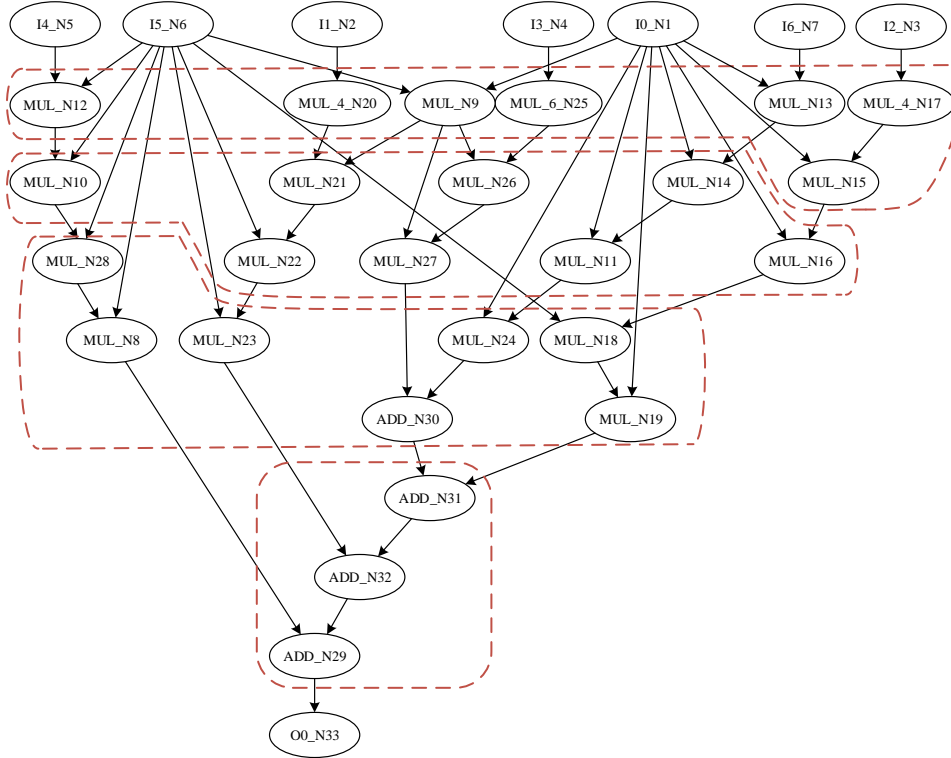 I4_N5 I5_N6 I1_N2 I3_N4 I0_N1 I6_N7 I2_N3
MUL_N12 MUL_4_N20 MUL_N9 MUL_6_N25 MUL_N13 MUL_4_N17
MUL_N10 MUL_N21 MUL_N26 MUL_N14 MUL_N15
MUL_N28 MUL_N22 MUL_N27 MUL_N11 MUL_N16
MUL_N8 MUL_N23 MUL_N24 MUL_N18
ADD_N30 MUL_N19
ADD_N31
ADD_N32
ADD_N29
O0_N33